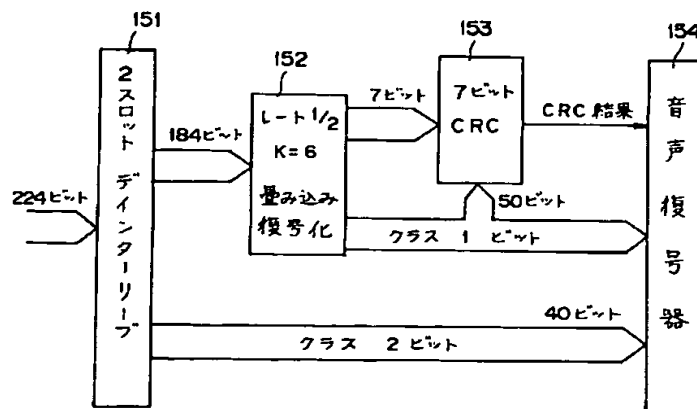 151
2スロット デインターリーブ
224ビット
184ビット
152
レート 1/2
K=6
畳み込み
復号化
7ビット
153
7ビット
CRC
CRC 結果
50ビット
クラス 1 ビット
40ビット
クラス 2 ビット
154
音声復号器